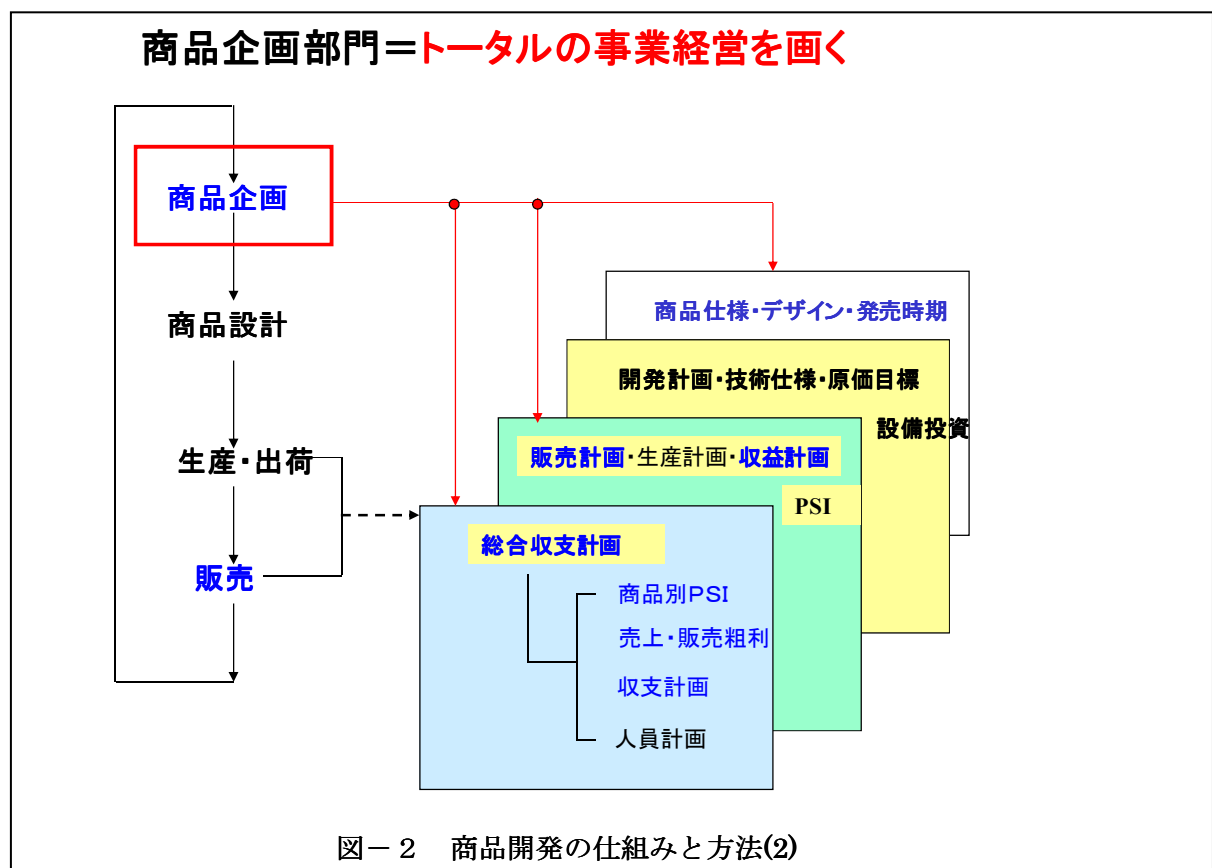 商品企画部門＝トータルの事業経営を画く
商品企画
商品設計
生産・出荷
販売
商品仕様・デザイン・発売時期
開発計画・技術仕様・原価目標
設備投資
販売計画・生産計画・収益計画
PSI
総合収支計画
商品別PSI
売上・販売粗利
収支計画
人員計画
図－２　商品開発の仕組みと方法(2)